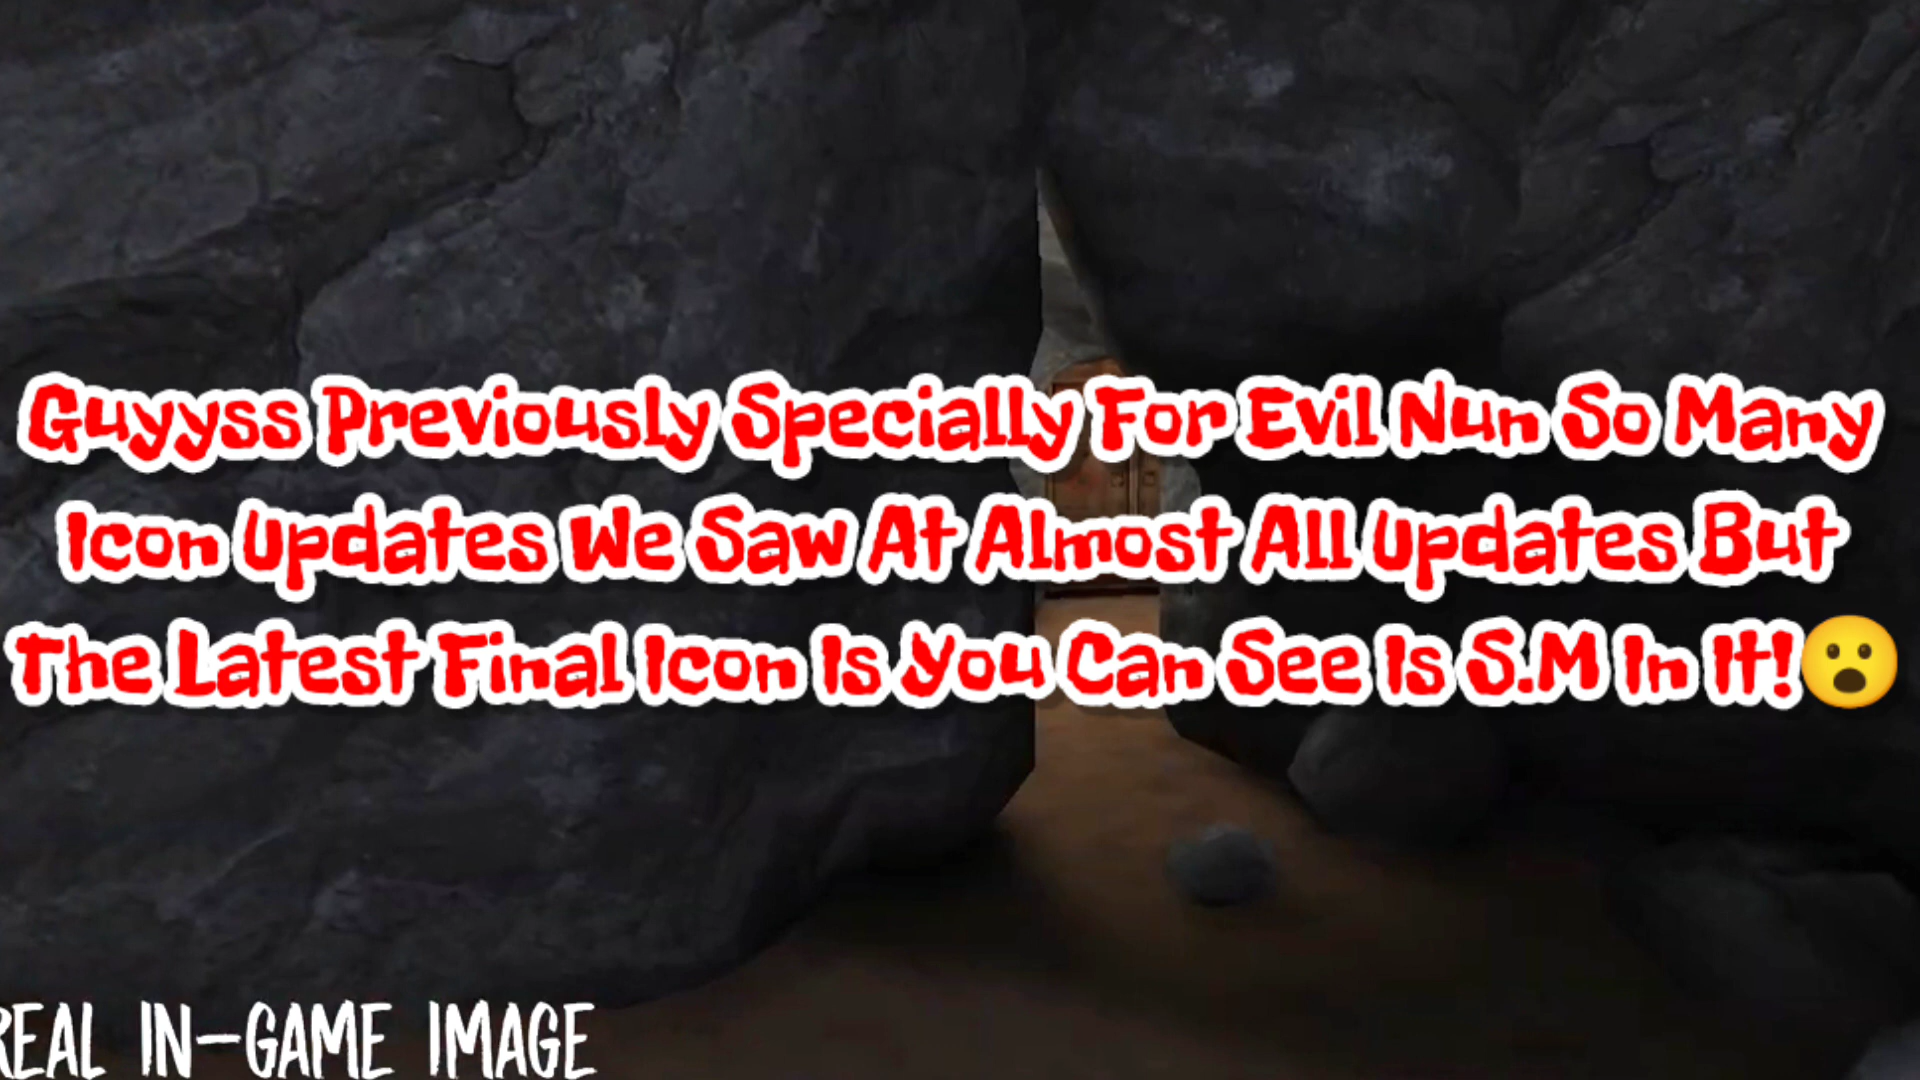 Guyyss Previously Specially For Evil Nun So Many
Icon Updates We Saw At Almost All Updates But
The Latest Final Icon Is You Can See Is S.M In It!😮
REAL IN-GAME IMAGE